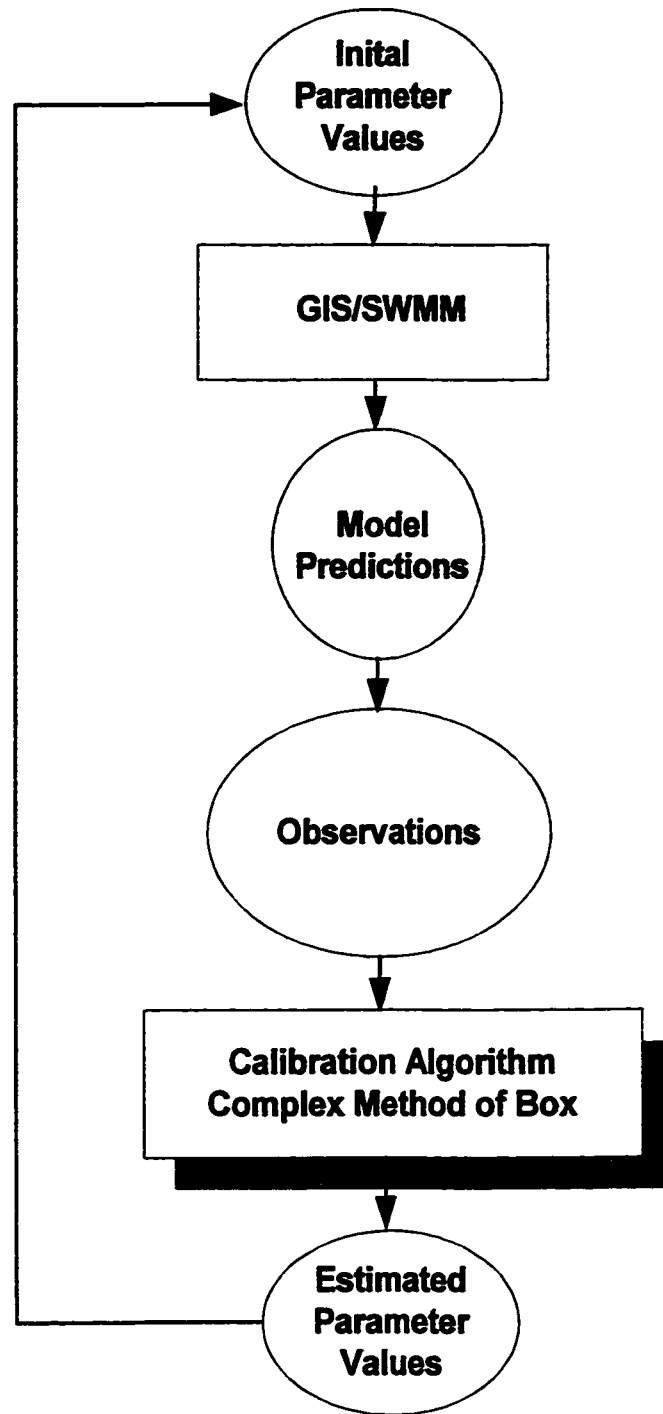 Inital
Parameter
Values
GIS/SWMM
Model
Predictions
Observations
Calibration Algorithm
Complex Method of Box
Estimated
Parameter
Values